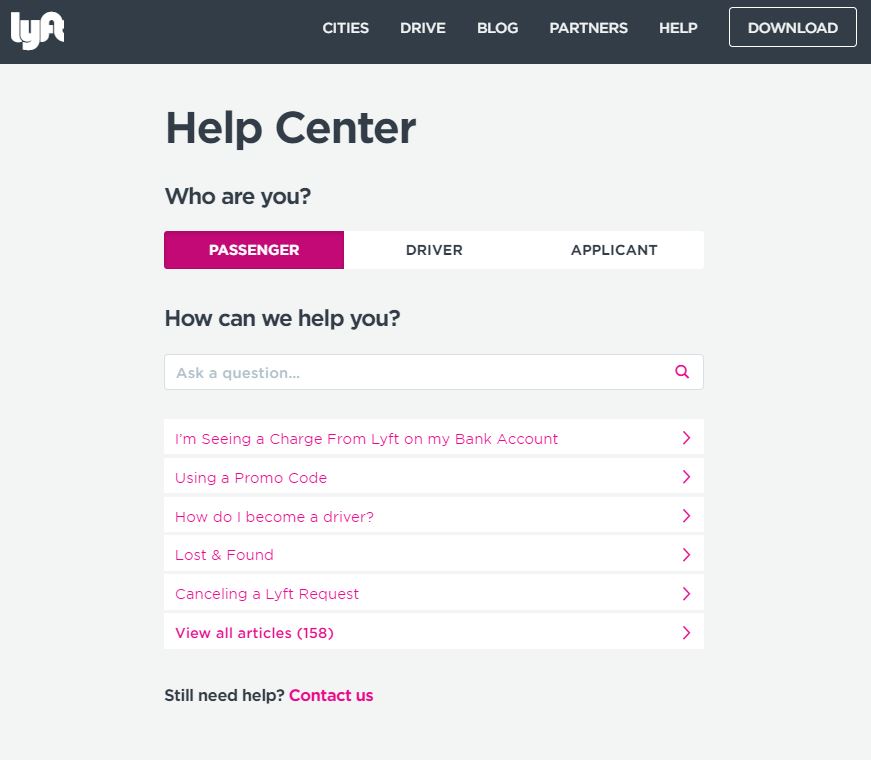 lyft
CITIES DRIVE BLOG PARTNERS HELP DOWNLOAD
Help Center
Who are you?
PASSENGER DRIVER APPLICANT
How can we help you?
Ask a question...
I'm Seeing a Charge From Lyft on my Bank Account
Using a Promo Code
How do I become a driver?
Lost & Found
Canceling a Lyft Request
View all articles (158)
Still need help? Contact us